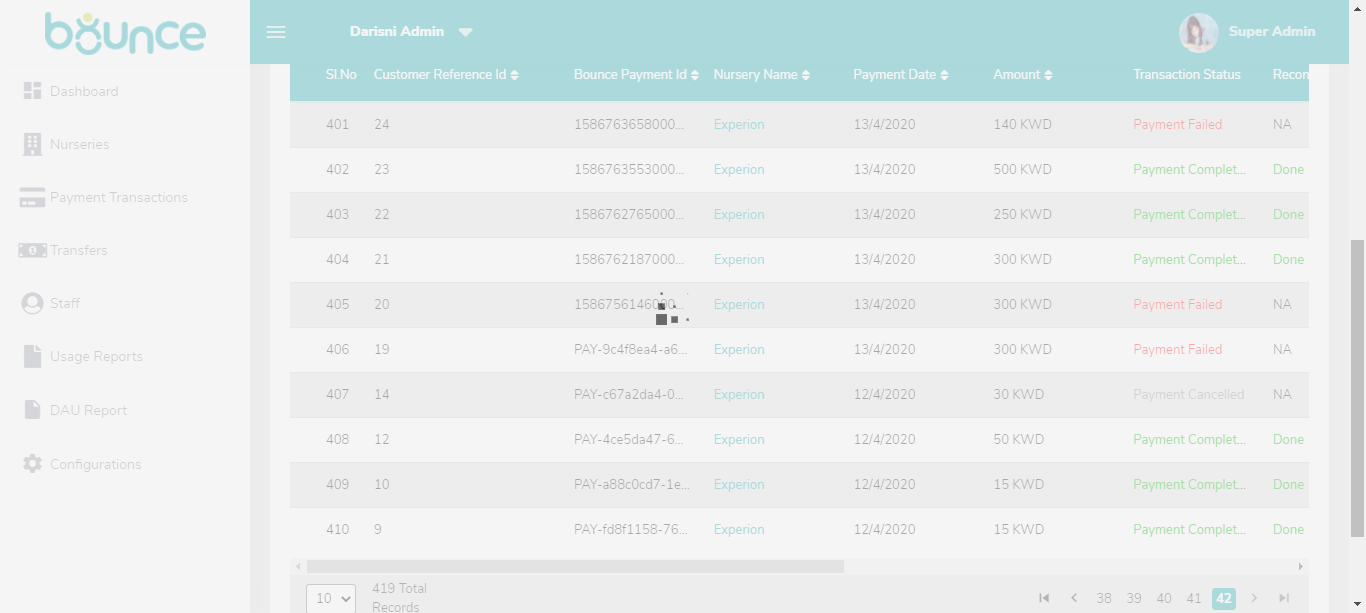 bounce
Darisni Admin
Super Admin
Dashboard
Nurseries
Payment Transactions
Transfers
Staff
Usage Reports
DAU Report
Configurations
Sl.No Customer Reference Id Bounce Payment Id Nursery Name Payment Date Amount Transaction Status Recon
401 24 1586763658000... Experion 13/4/2020 140 KWD Payment Failed NA
402 23 1586763553000... Experion 13/4/2020 500 KWD Payment Complet... Done
403 22 1586762765000... Experion 13/4/2020 250 KWD Payment Complet... Done
404 21 1586762187000... Experion 13/4/2020 300 KWD Payment Complet... Done
405 20 1586756146000... Experion 13/4/2020 300 KWD Payment Failed NA
406 19 PAY-9c4f8ea4-a6... Experion 13/4/2020 300 KWD Payment Failed NA
407 14 PAY-c67a2da4-0... Experion 12/4/2020 30 KWD Payment Cancelled NA
408 12 PAY-4ce5da47-6... Experion 12/4/2020 50 KWD Payment Complet... Done
409 10 PAY-a88c0cd7-1e... Experion 12/4/2020 15 KWD Payment Complet... Done
410 9 PAY-fd8f1158-76... Experion 12/4/2020 15 KWD Payment Complet... Done
10 419 Total
Records
38 39 40 41 42